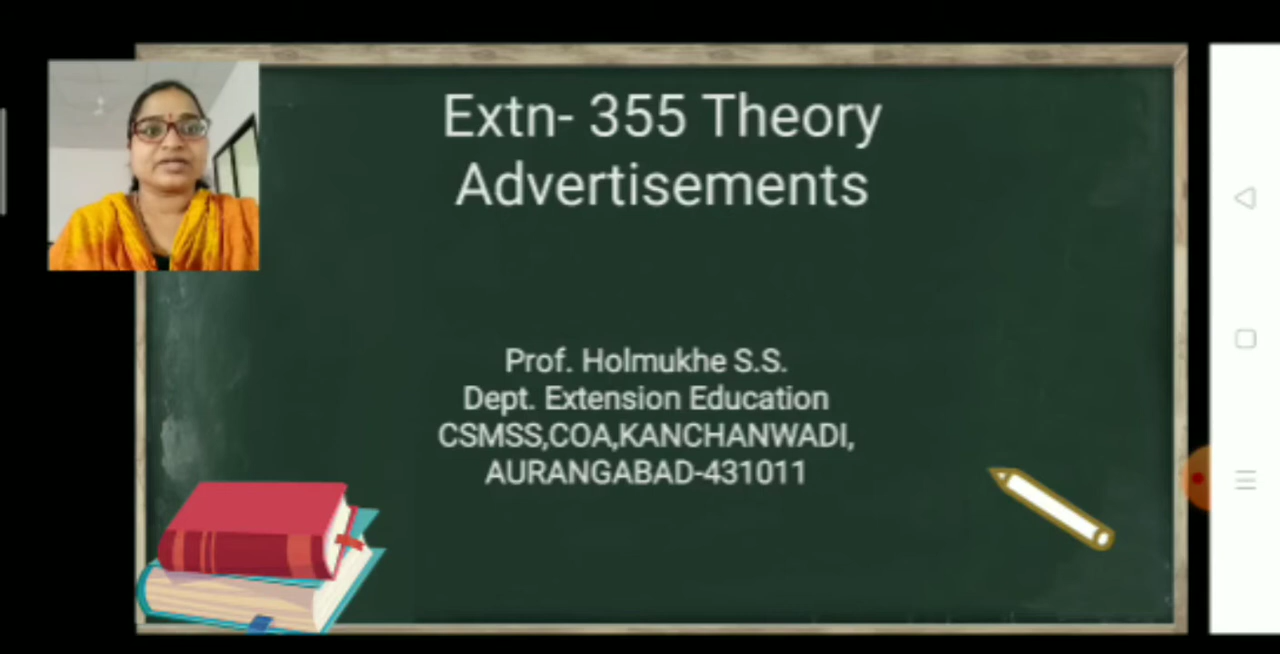 Extn- 355 Theory
Advertisements
Prof. Holmukhe S.S.
Dept. Extension Education
CSMSS,COA,KANCHANWADI,
AURANGABAD-431011